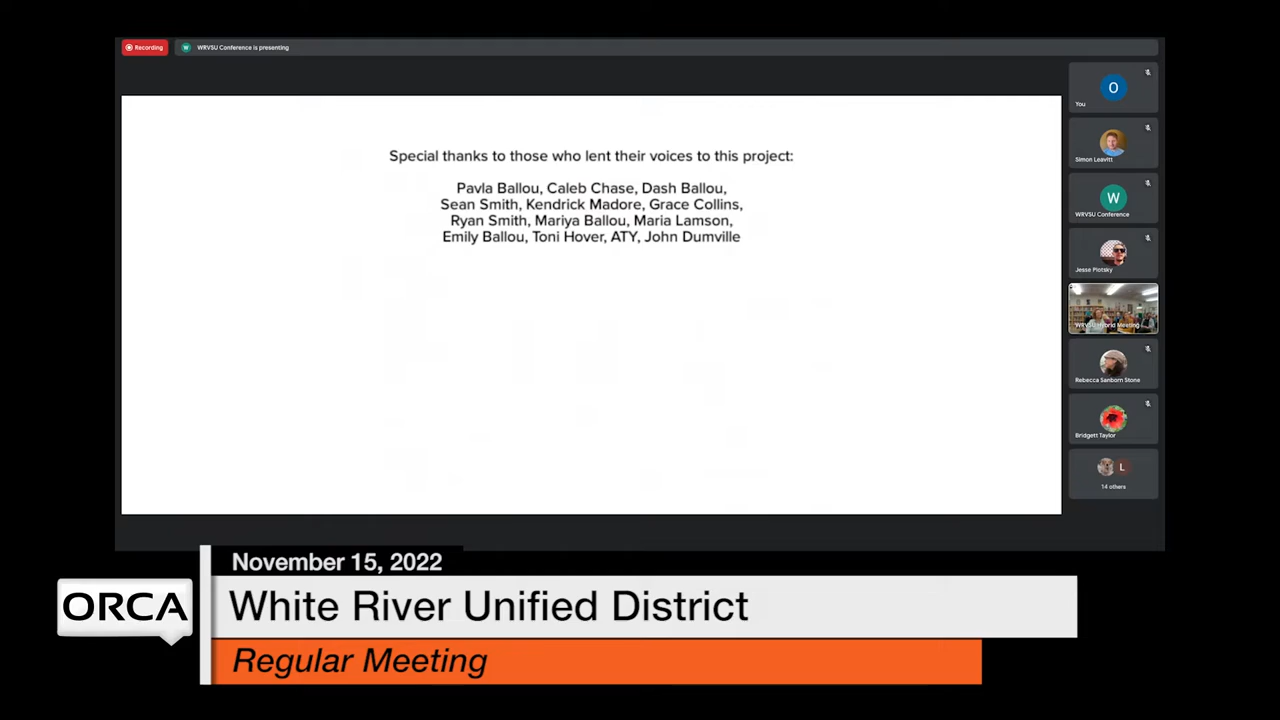 Recording
W
WRVSU Conference is presenting
Special thanks to those who lent their voices to this project:
Pavla Ballou, Caleb Chase, Dash Ballou,
Sean Smith, Kendrick Madore, Grace Collins,
Ryan Smith, Mariya Ballou, Maria Lamson,
Emily Ballou, Toni Hover, ATY, John Dumville
O
You
Simon Leavitt
W
WRVSU Conference
Jesse Plotsky
WRVSU Hybrid Meeting
Rebecca Sanborn Stone
Bridgett Taylor
L
14 others
November 15, 2022
ORCA
White River Unified District
Regular Meeting